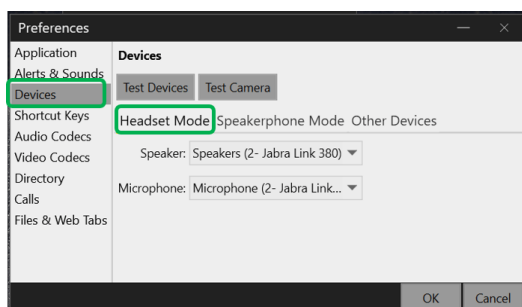 Preferences
Application
Alerts & Sounds
Devices
Shortcut Keys
Audio Codecs
Video Codecs
Directory
Calls
Files & Web Tabs
Devices
Test Devices Test Camera
Headset Mode Speakerphone Mode Other Devices
Speaker: Speakers (2- Jabra Link 380)
Microphone: Microphone (2- Jabra Link...
OK Cancel